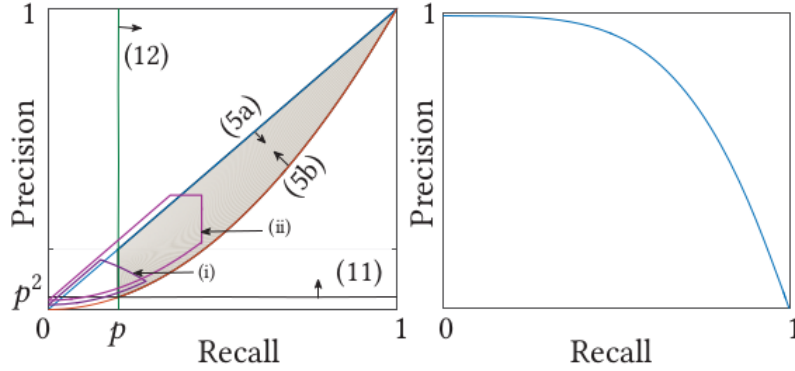 1
(12)
(5a)
(5b)
(ii)
(i)
(11)
p²
0
p
1
Recall
Precision
1
0
1
Recall
Precision